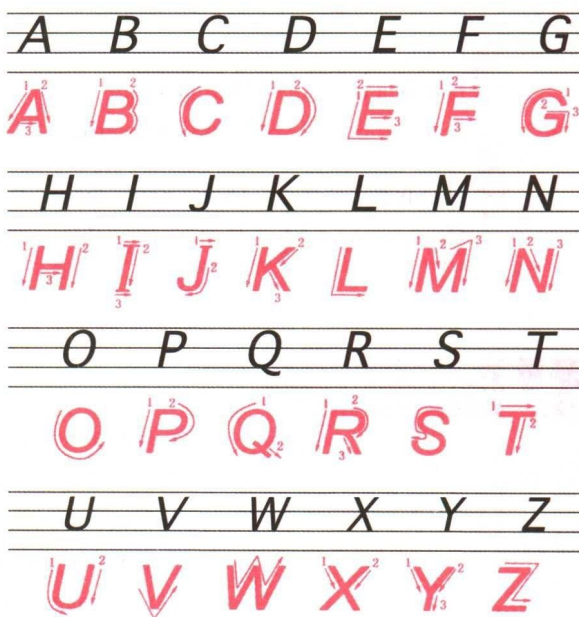 A B C D E F G
A B C D E F G
H I J K L M N
H I J K L M N
O P Q R S T
O P Q R S T
U V W X Y Z
U V W X Y Z